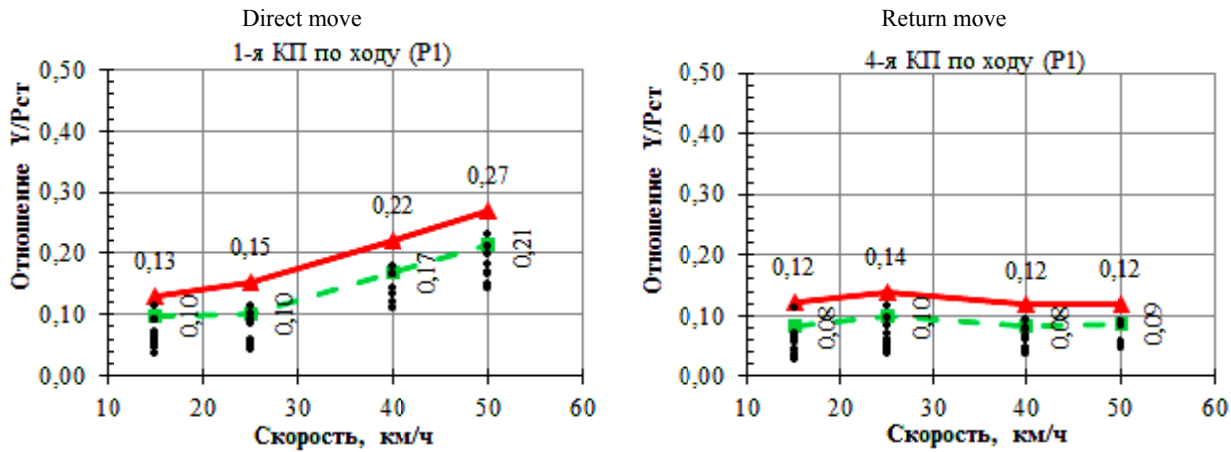 Direct move
1-я КП по ходу (P1)
Отношение Y/Pст
0,50
0,40
0,30
0,20
0,10
0,00
0,13
0,15
0,22
0,27
0,10
0,10
0,17
0,21
10 20 30 40 50 60
Скорость, км/ч
Return move
4-я КП по ходу (P1)
Отношение Y/Pст
0,50
0,40
0,30
0,20
0,10
0,00
0,12
0,14
0,12
0,12
0,08
0,10
0,08
0,09
10 20 30 40 50 60
Скорость, км/ч